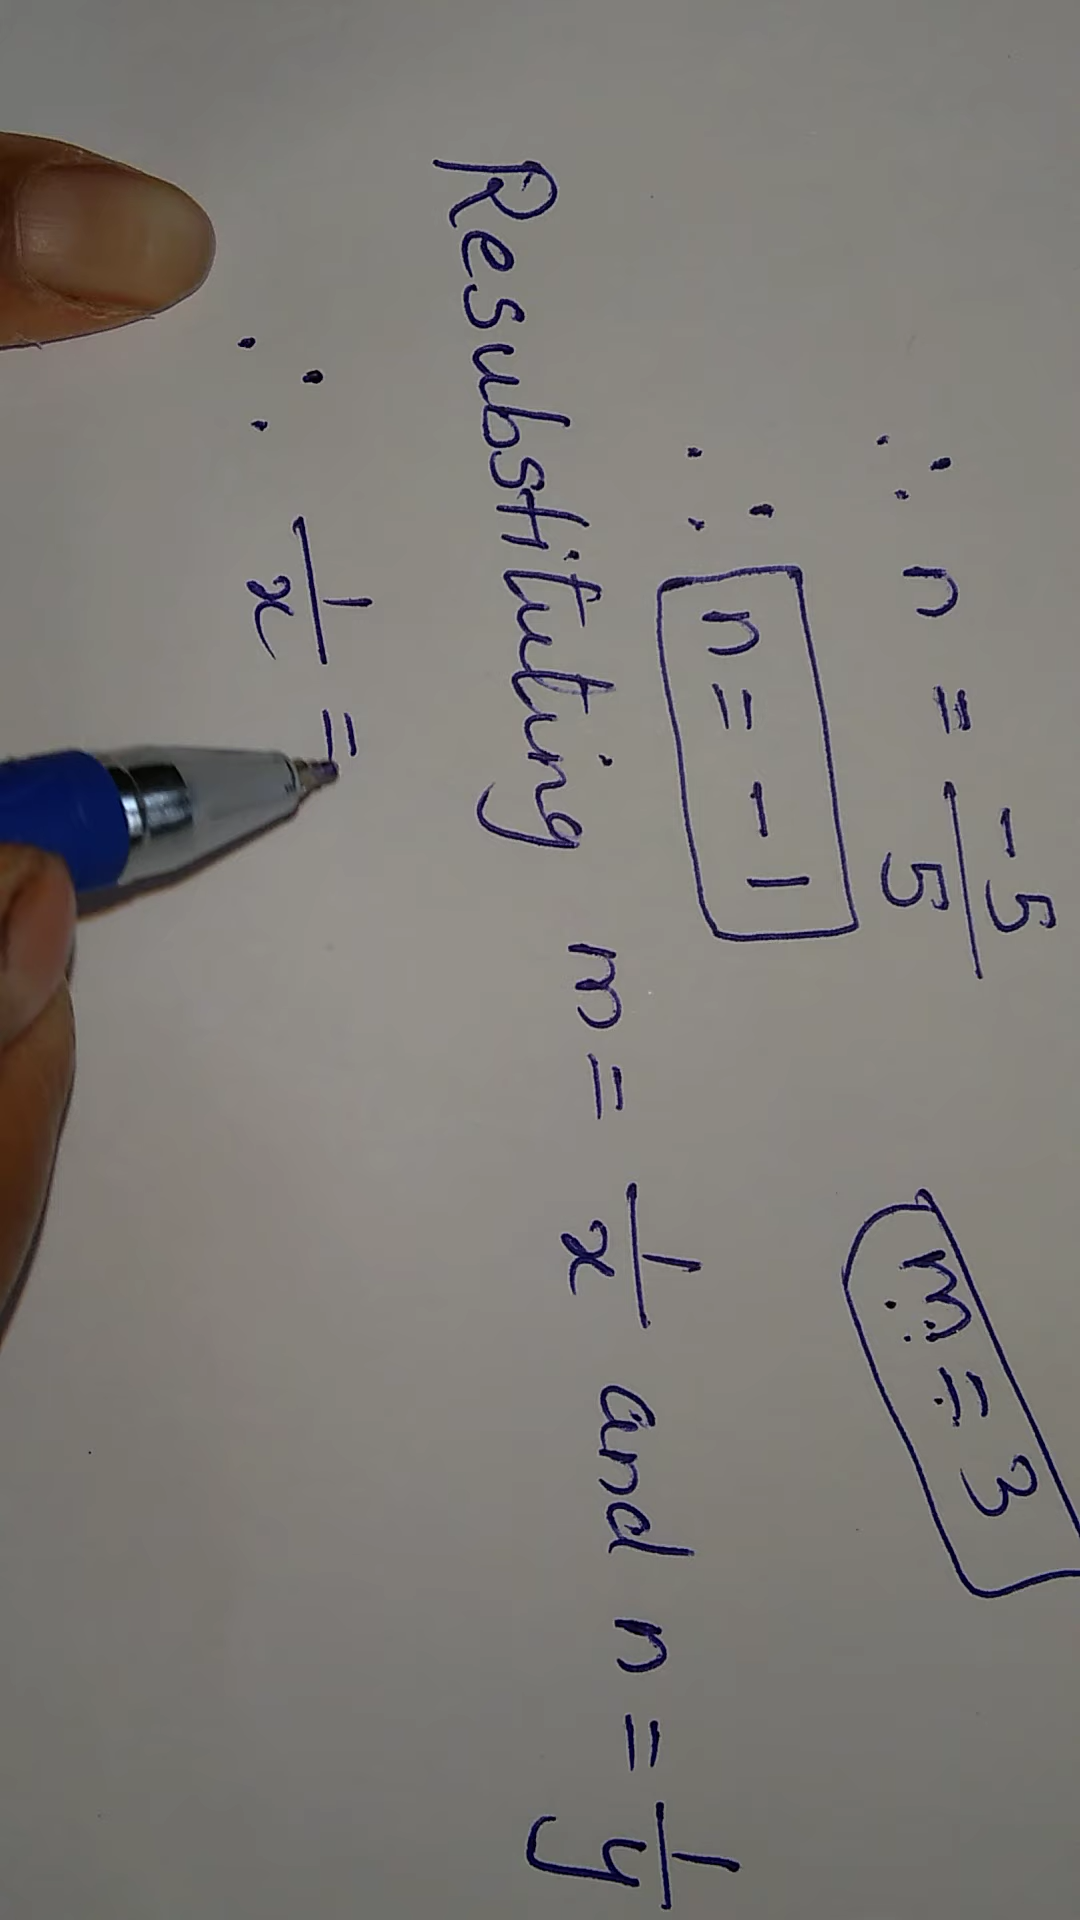 ∴ n = -5/5
m = 3
∴ n = -1
Resubstituting m = 1/x and n = 1/y
∴ 1/x =